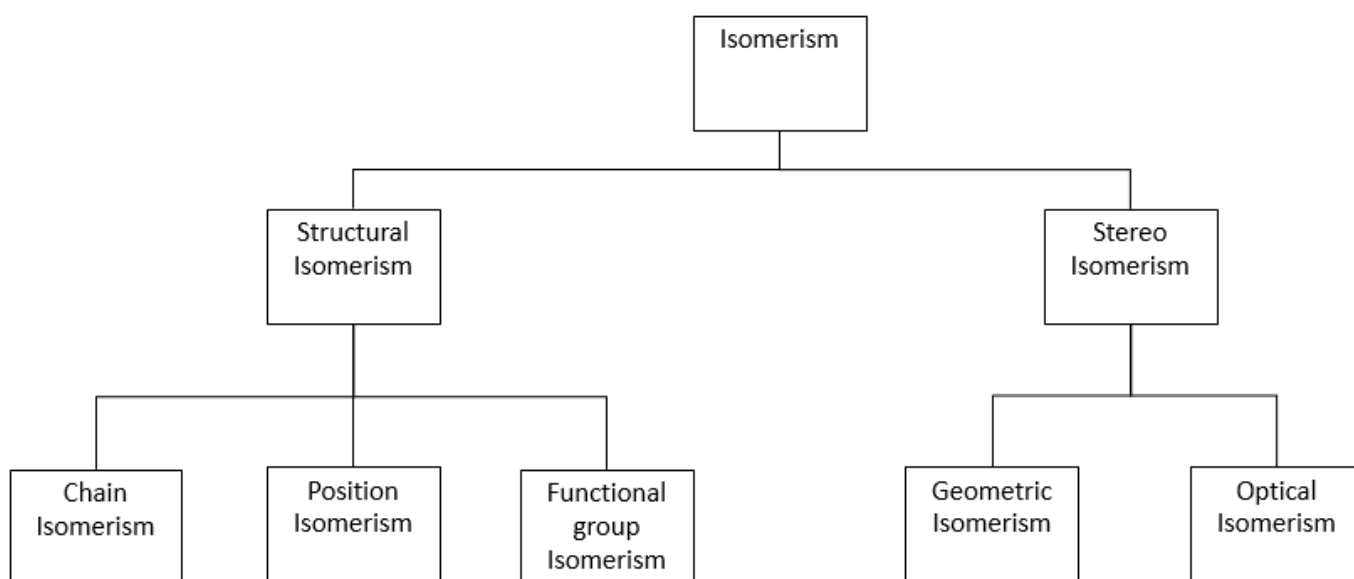 Isomerism
Structural
Isomerism
Stereo
Isomerism
Chain
Isomerism
Position
Isomerism
Functional
group
Isomerism
Geometric
Isomerism
Optical
Isomerism